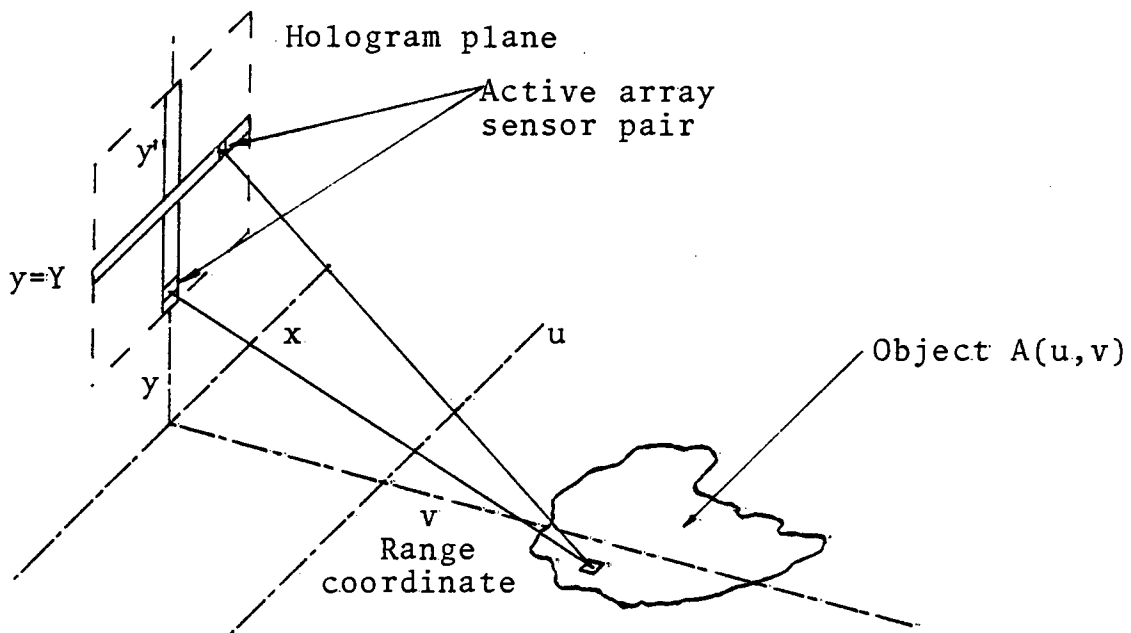 Hologram plane
Active array
sensor pair
y'
y=Y
x
u
Object A(u,v)
y
v
Range
coordinate